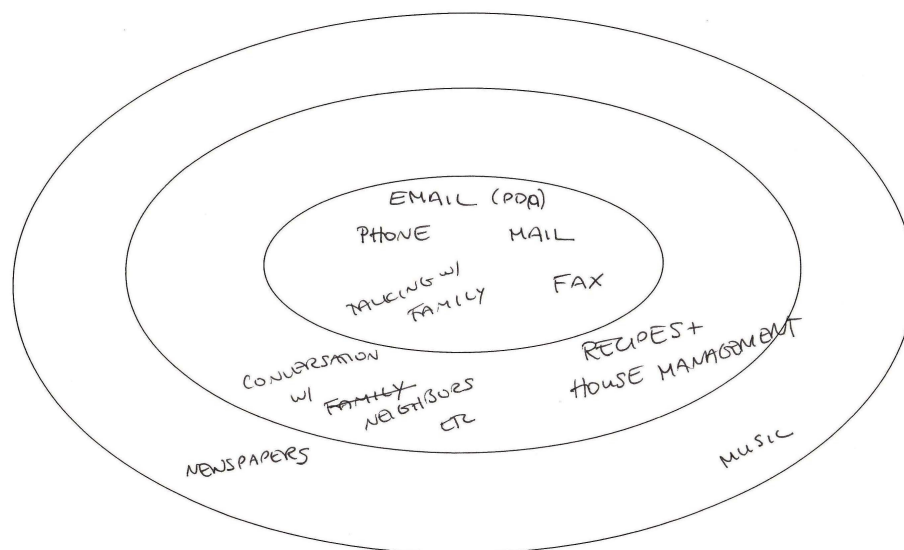 EMAIL (PDA)
PHONE MAIL
TALKING W/
FAMILY
FAX
CONVERSATION
W/ FAMILY
NEIGHBORS
ETC
RECIPES +
HOUSE MANAGEMENT
NEWSPAPERS
MUSIC